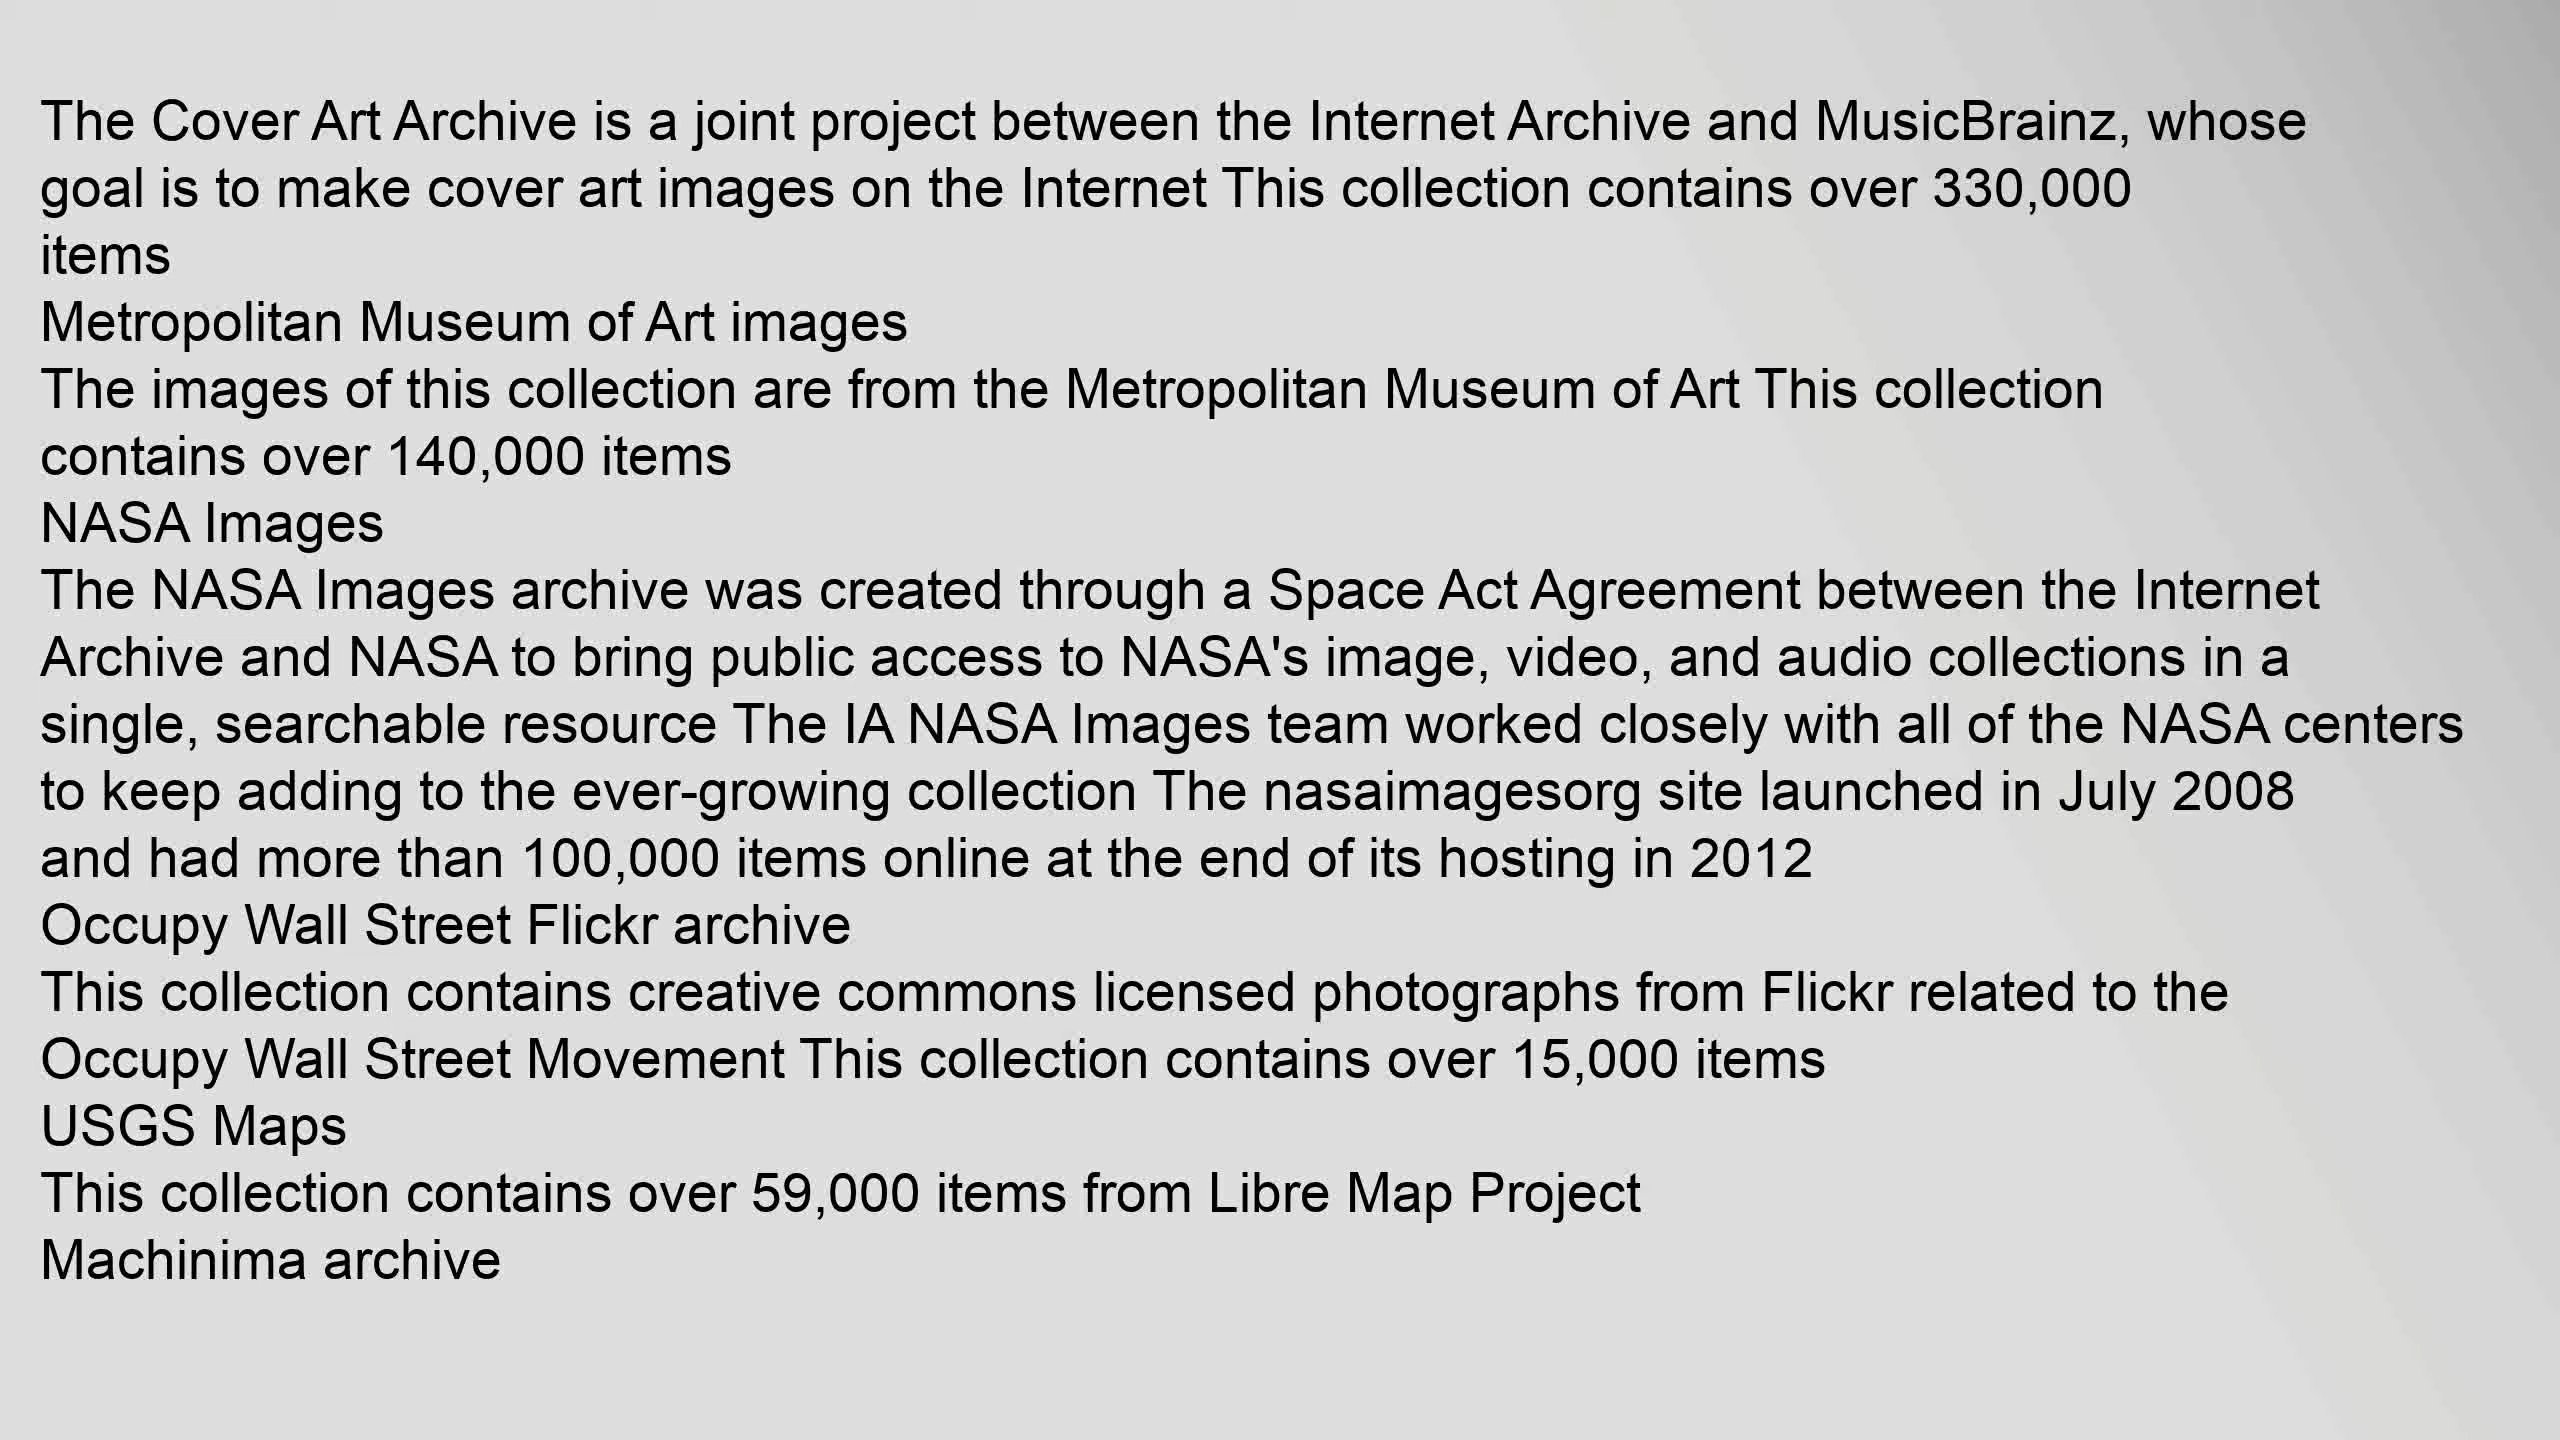 The Cover Art Archive is a joint project between the Internet Archive and MusicBrainz, whose
goal is to make cover art images on the Internet This collection contains over 330,000
items
Metropolitan Museum of Art images
The images of this collection are from the Metropolitan Museum of Art This collection
contains over 140,000 items
NASA Images
The NASA Images archive was created through a Space Act Agreement between the Internet
Archive and NASA to bring public access to NASA's image, video, and audio collections in a
single, searchable resource The IA NASA Images team worked closely with all of the NASA centers
to keep adding to the ever-growing collection The nasaimagesorg site launched in July 2008
and had more than 100,000 items online at the end of its hosting in 2012
Occupy Wall Street Flickr archive
This collection contains creative commons licensed photographs from Flickr related to the
Occupy Wall Street Movement This collection contains over 15,000 items
USGS Maps
This collection contains over 59,000 items from Libre Map Project
Machinima archive